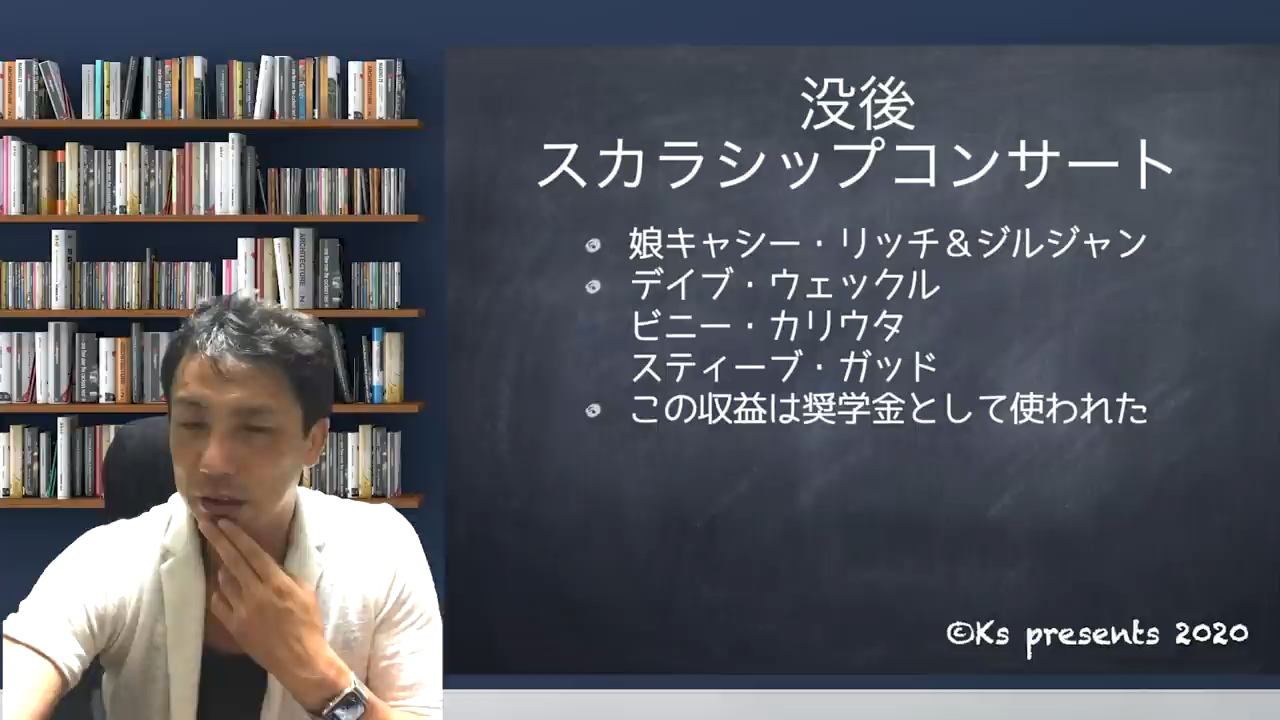 没後
スカラシップコンサート
娘キャシー・リッチ＆ジルジャン
デイブ・ウェックル
ビニー・カリウタ
スティーブ・ガッド
この収益は奨学金として使われた
©Ks presents 2020
ARCHITECTURE